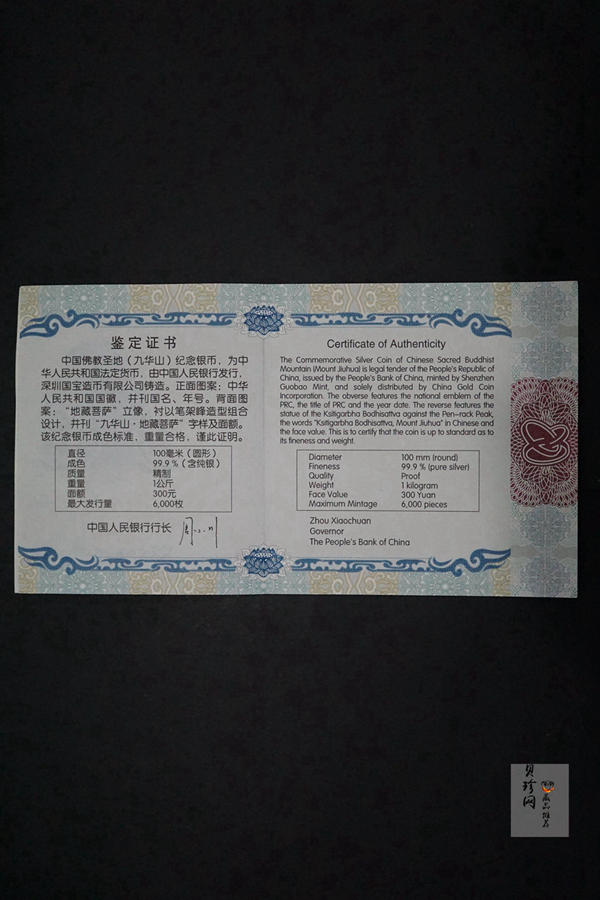 鉴定证书
中国佛教圣地（九华山）纪念银币，为中
华人民共和国法定货币，由中国人民银行发行，
深圳国宝造币有限公司铸造。正面图案：中华
人民共和国国徽，并刊国名、年号。背面图
案：“地藏菩萨”立像，衬以笔架峰造型组合
设计，并刊“九华山·地藏菩萨”字样及面额。
该纪念银币成色标准，重量合格，谨此证明。
直径 100毫米（圆形）
成色 99.9％（含纯银）
质量 精制
重量 1公斤
面额 300元
最大发行量 6,000枚
中国人民银行行长
Certificate of Authenticity
The Commemorative Silver Coin of Chinese Sacred Buddhist
Mountain (Mount Jiuhua) is legal tender of the People's Republic of
China, issued by the People's Bank of China, minted by Shenzhen
Guobao Mint, and solely distributed by China Gold Coin
Incorporation. The obverse features the national emblem of the
PRC, the title of PRC and the year date. The reverse features the
statue of the Ksitigarbha Bodhisattva against the Pen-rack Peak,
the words "Ksitigarbha Bodhisattva, Mount Jiuhua" in Chinese and
the face value. This is to certify that the coin is up to standard as to
its fineness and weight.
Diameter 100 mm (round)
Fineness 99.9 % (pure silver)
Quality Proof
Weight 1 kilogram
Face Value 300 Yuan
Maximum Mintage 6,000 pieces
Zhou Xiaochuan
Governor
The People's Bank of China
贝珍网
藏品推荐